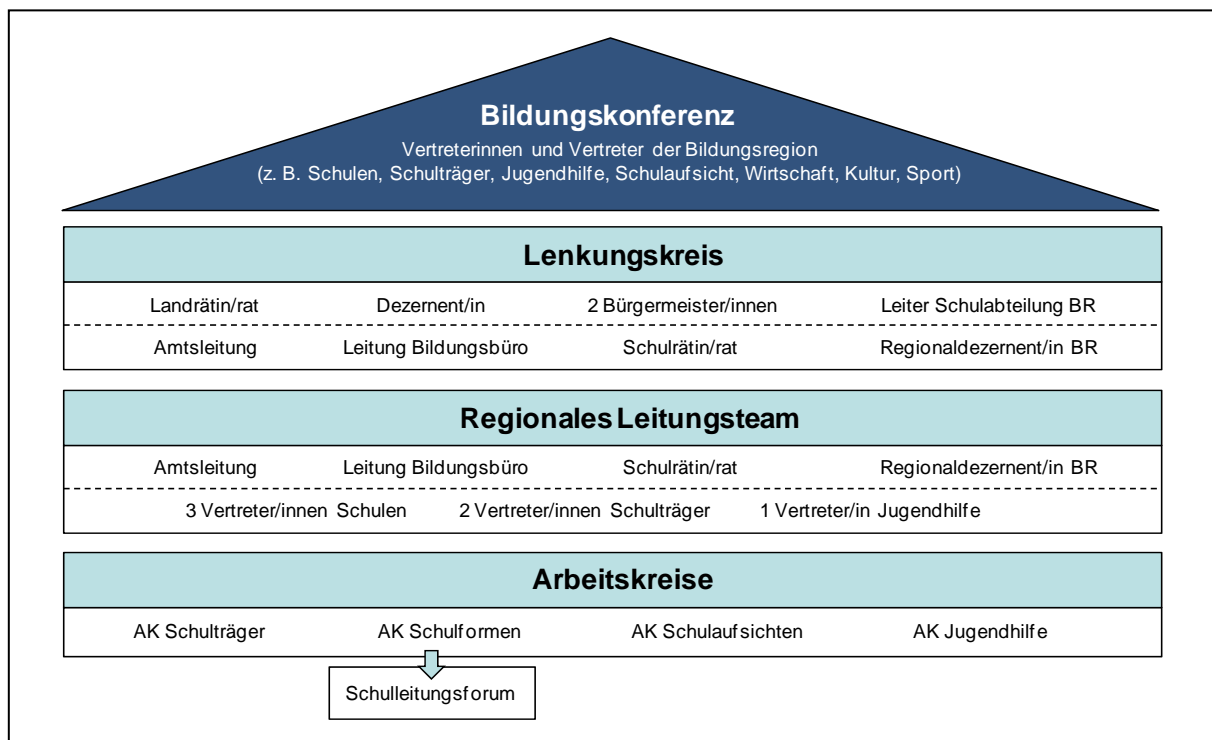 Bildungskonferenz
Vertreterinnen und Vertreter der Bildungsregion
(z. B. Schulen, Schulträger, Jugendhilfe, Schulaufsicht, Wirtschaft, Kultur, Sport)
Lenkungskreis
Landrätin/rat Dezernent/in 2 Bürgermeister/innen Leiter Schulabteilung BR
Amtsleitung Leitung Bildungsbüro Schulrätin/rat Regionaldezernent/in BR
Regionales Leitungsteam
Amtsleitung Leitung Bildungsbüro Schulrätin/rat Regionaldezernent/in BR
3 Vertreter/innen Schulen 2 Vertreter/innen Schulträger 1 Vertreter/in Jugendhilfe
Arbeitskreise
AK Schulträger AK Schulformen AK Schulaufsichten AK Jugendhilfe
Schulleitungsforum